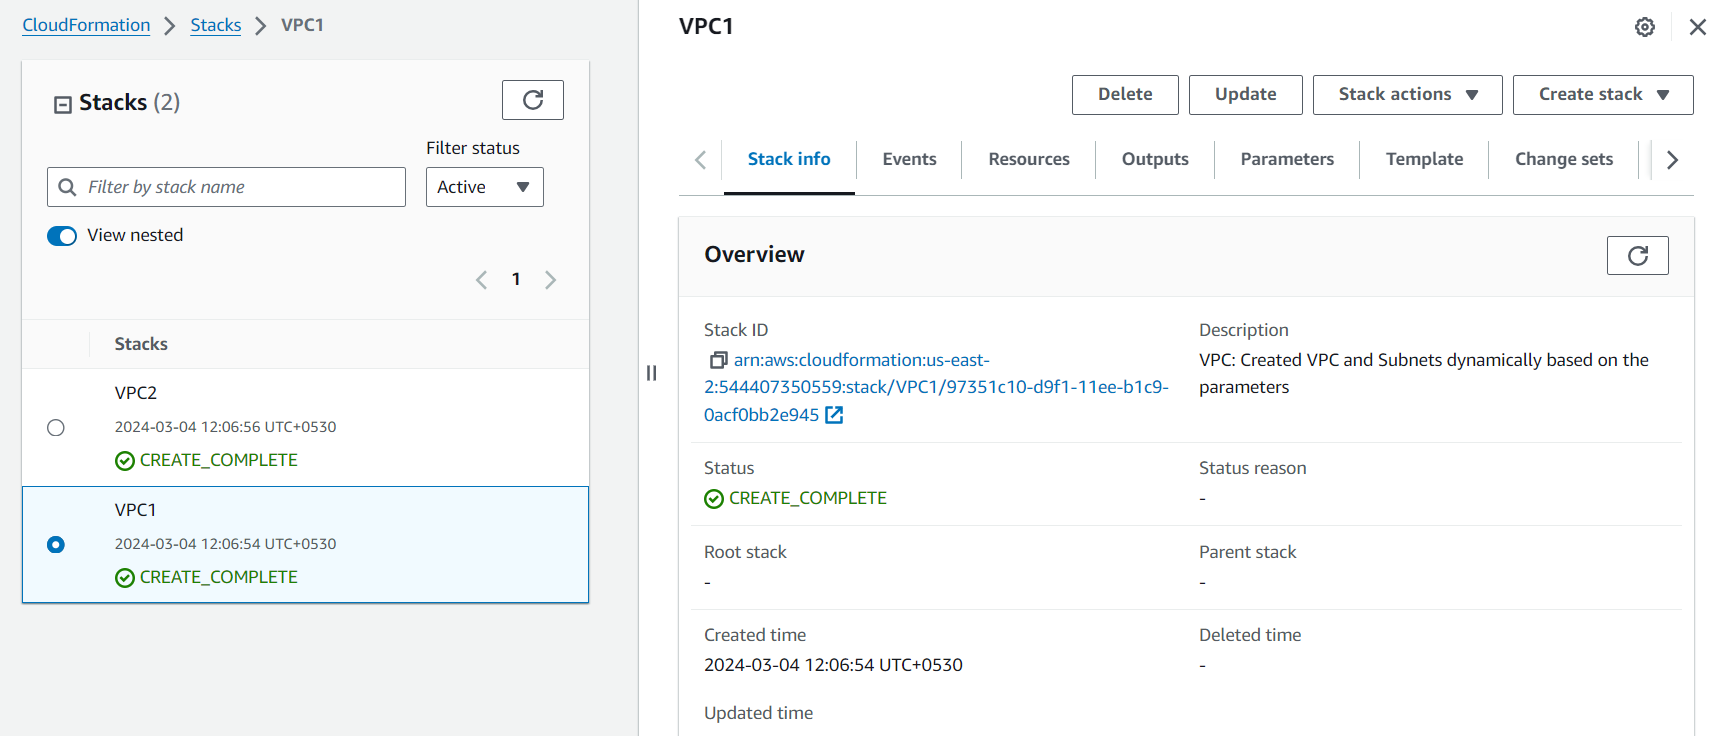 CloudFormation > Stacks > VPC1
Stacks (2)
Filter status
Filter by stack name
Active
View nested
1
Stacks
VPC2
2024-03-04 12:06:56 UTC+0530
CREATE_COMPLETE
VPC1
2024-03-04 12:06:54 UTC+0530
CREATE_COMPLETE
VPC1
Delete Update Stack actions Create stack
Stack info Events Resources Outputs Parameters Template Change sets
Overview
Stack ID
arn:aws:cloudformation:us-east-
2:544407350559:stack/VPC1/97351c10-d9f1-11ee-b1c9-
0acf0bb2e945
Description
VPC: Created VPC and Subnets dynamically based on the
parameters
Status
CREATE_COMPLETE
Status reason
-
Root stack
-
Parent stack
-
Created time
2024-03-04 12:06:54 UTC+0530
Deleted time
-
Updated time